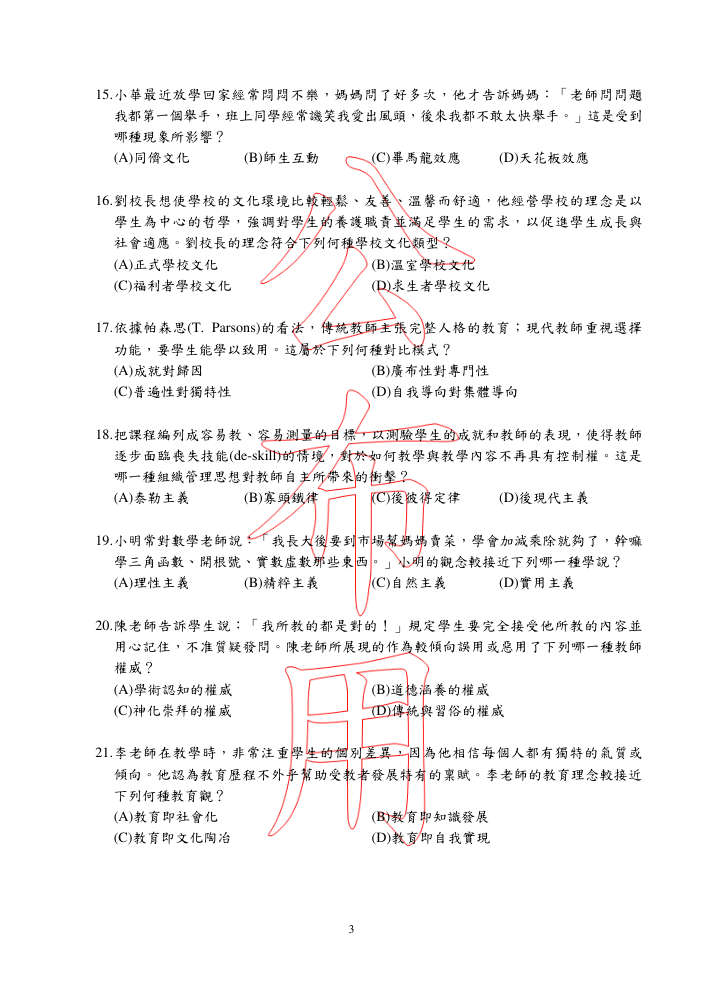 15.小華最近放學回家經常悶悶不樂，媽媽問了好多次，他才告訴媽媽：「老師問問題
我都第一個舉手，班上同學經常譏笑我愛出風頭，後來我都不敢太快舉手。」這是受到
哪種現象所影響？
(A)同儕文化 (B)師生互動 (C)畢馬龍效應 (D)天花板效應
16.劉校長想使學校的文化環境比較輕鬆、友善、溫馨而舒適，他經營學校的理念是以
學生為中心的哲學，強調對學生的養護職責並滿足學生的需求，以促進學生成長與
社會適應。劉校長的理念符合下列何種學校文化類型？
(A)正式學校文化 (B)溫室學校文化
(C)福利者學校文化 (D)求生者學校文化
17.依據帕森思(T. Parsons)的看法，傳統教師主張完整人格的教育；現代教師重視選擇
功能，要學生能學以致用。這屬於下列何種對比模式？
(A)成就對歸因 (B)廣布性對專門性
(C)普遍性對獨特性 (D)自我導向對集體導向
18.把課程編列成容易教、容易測量的目標，以測驗學生的成就和教師的表現，使得教師
逐步面臨喪失技能(de-skill)的情境，對於如何教學與教學內容不再具有控制權。這是
哪一種組織管理思想對教師自主所帶來的衝擊？
(A)泰勒主義 (B)寡頭鐵律 (C)後彼得定律 (D)後現代主義
19.小明常對數學老師說：「我長大後要到市場幫媽媽賣菜，學會加減乘除就夠了，幹嘛
學三角函數、開根號、實數虛數那些東西。」小明的觀念較接近下列哪一種學說？
(A)理性主義 (B)精粹主義 (C)自然主義 (D)實用主義
20.陳老師告訴學生說：「我所教的都是對的！」規定學生要完全接受他所教的內容並
用心記住，不准質疑發問。陳老師所展現的作為較傾向誤用或惡用了下列哪一種教師
權威？
(A)學術認知的權威 (B)道德涵養的權威
(C)神化崇拜的權威 (D)傳統與習俗的權威
21.李老師在教學時，非常注重學生的個別差異，因為他相信每個人都有獨特的氣質或
傾向。他認為教育歷程不外乎幫助受教者發展特有的稟賦。李老師的教育理念較接近
下列何種教育觀？
(A)教育即社會化 (B)教育即知識發展
(C)教育即文化陶冶 (D)教育即自我實現
公布用
3